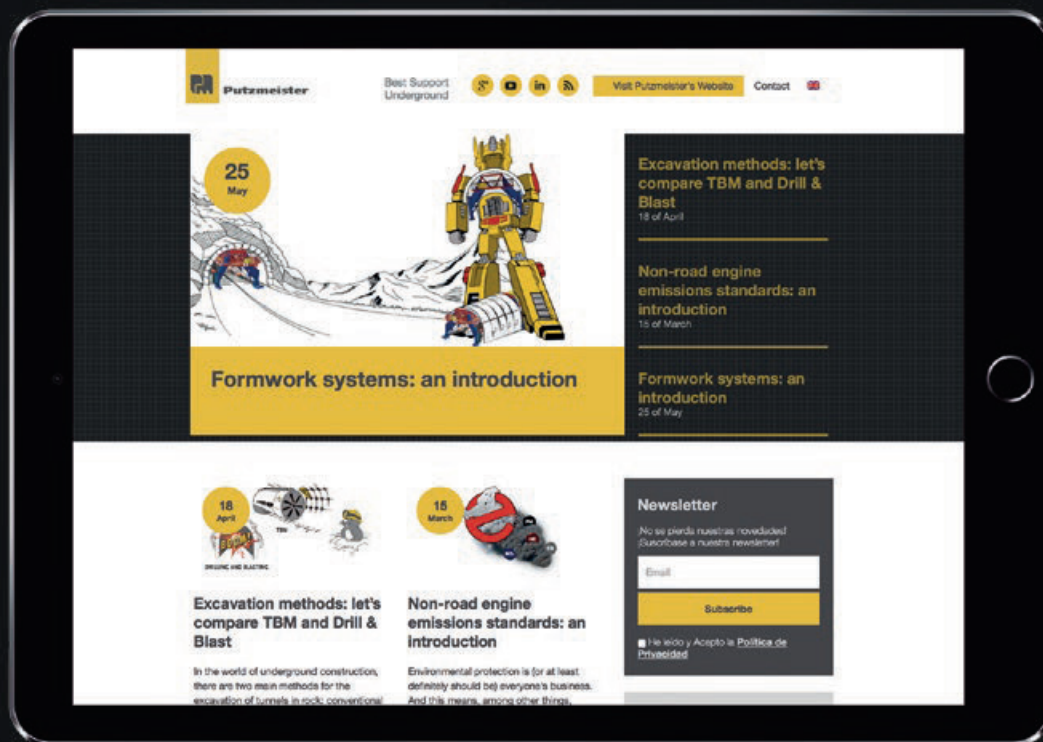 Putzmeister
Best Support
Underground
g+
in
Visit Putzmeister's Website
Contact
25
May
Formwork systems: an introduction
Excavation methods: let's
compare TBM and Drill &
Blast
18 of April
Non-road engine
emissions standards: an
introduction
15 of March
Formwork systems: an
introduction
25 of May
18
April
TBM
BOOM!
DRILLING AND BLASTING
Excavation methods: let's
compare TBM and Drill &
Blast
In the world of underground construction,
there are two main methods for the
excavation of tunnels in rock: conventional
15
March
Non-road engine
emissions standards: an
introduction
Environmental protection is (or at least
definitely should be) everyone's business.
And this means, among other things,
Newsletter
¡No se pierda nuestras novedades!
¡Suscríbase a nuestra newsletter!
Email
Subscribe
He leído y Acepto la Política de
Privacidad